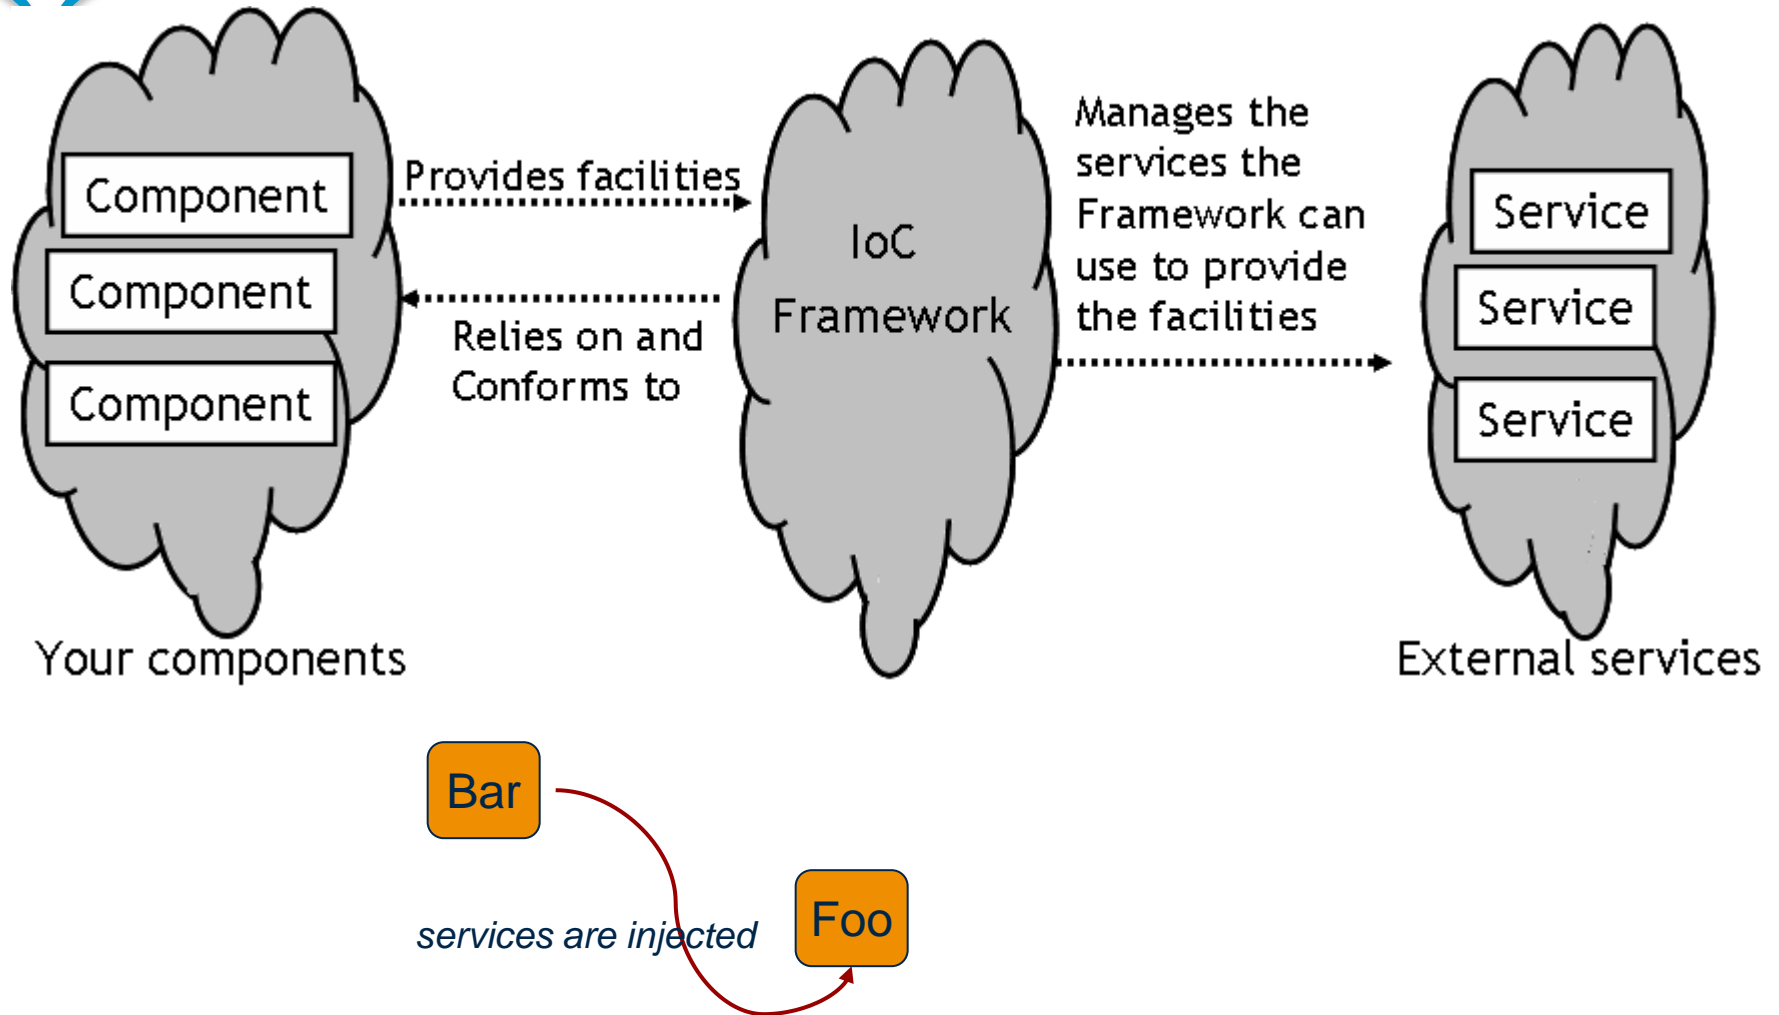 Component
Component
Component
Your components
Provides facilities
Relies on and
Conforms to
IoC
Framework
Manages the
services the
Framework can
use to provide
the facilities
Service
Service
Service
External services
Bar
services are injected
Foo